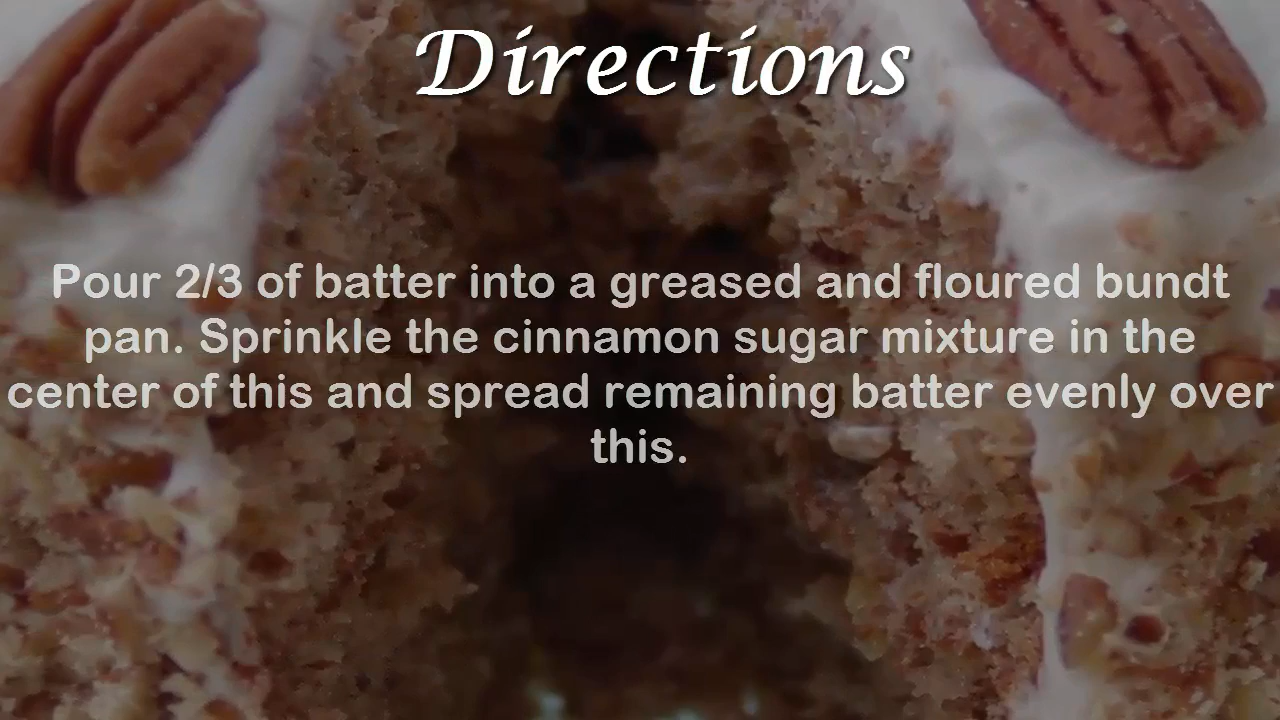 Directions
Pour 2/3 of batter into a greased and floured bundt
pan. Sprinkle the cinnamon sugar mixture in the
center of this and spread remaining batter evenly over
this.